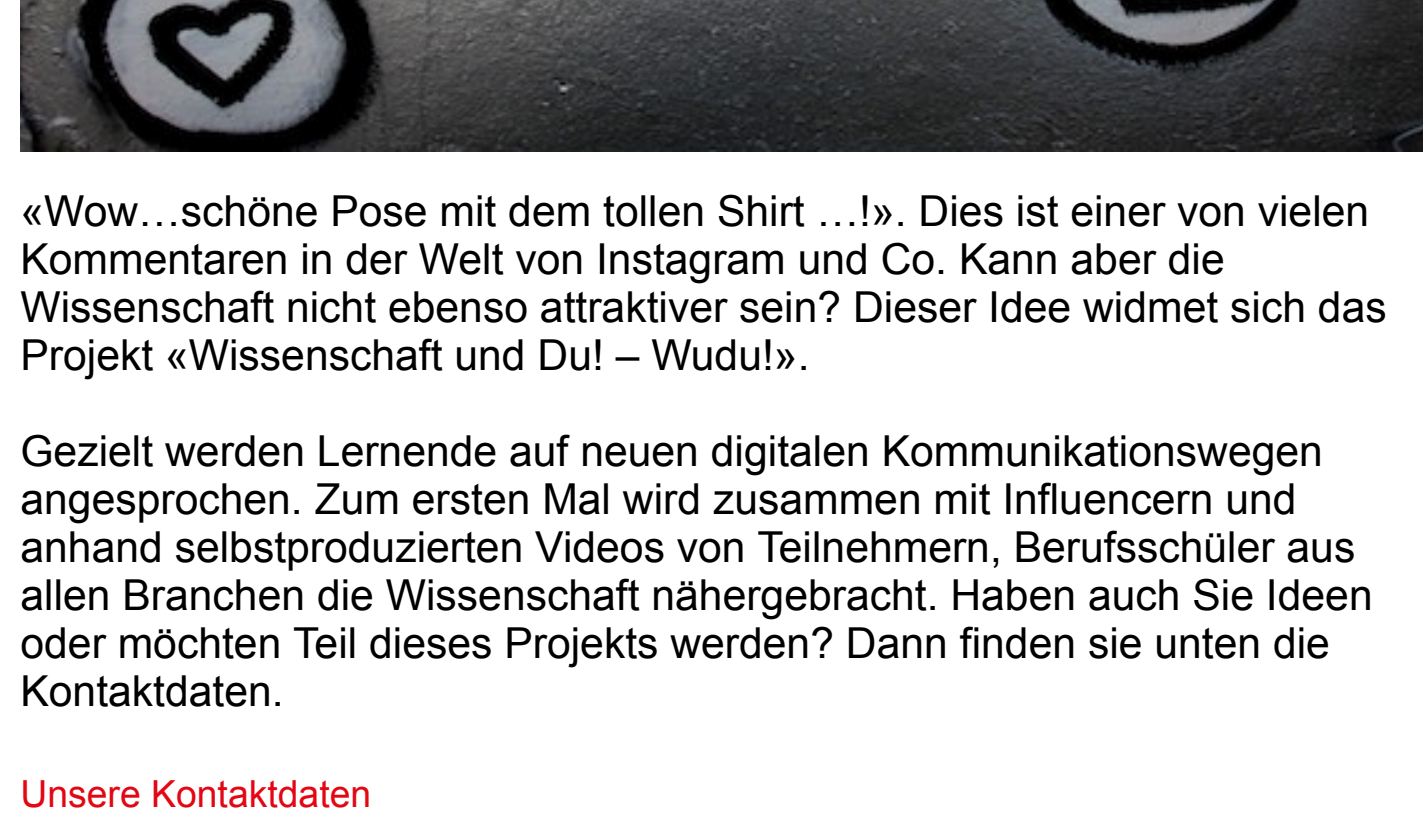 «Wow…schöne Pose mit dem tollen Shirt …!». Dies ist einer von vielen
Kommentaren in der Welt von Instagram und Co. Kann aber die
Wissenschaft nicht ebenso attraktiver sein? Dieser Idee widmet sich das
Projekt «Wissenschaft und Du! – Wudu!».
Gezielt werden Lernende auf neuen digitalen Kommunikationswegen
angesprochen. Zum ersten Mal wird zusammen mit Influencern und
anhand selbstproduzierten Videos von Teilnehmern, Berufsschüler aus
allen Branchen die Wissenschaft nähergebracht. Haben auch Sie Ideen
oder möchten Teil dieses Projekts werden? Dann finden sie unten die
Kontaktdaten.
Unsere Kontaktdaten